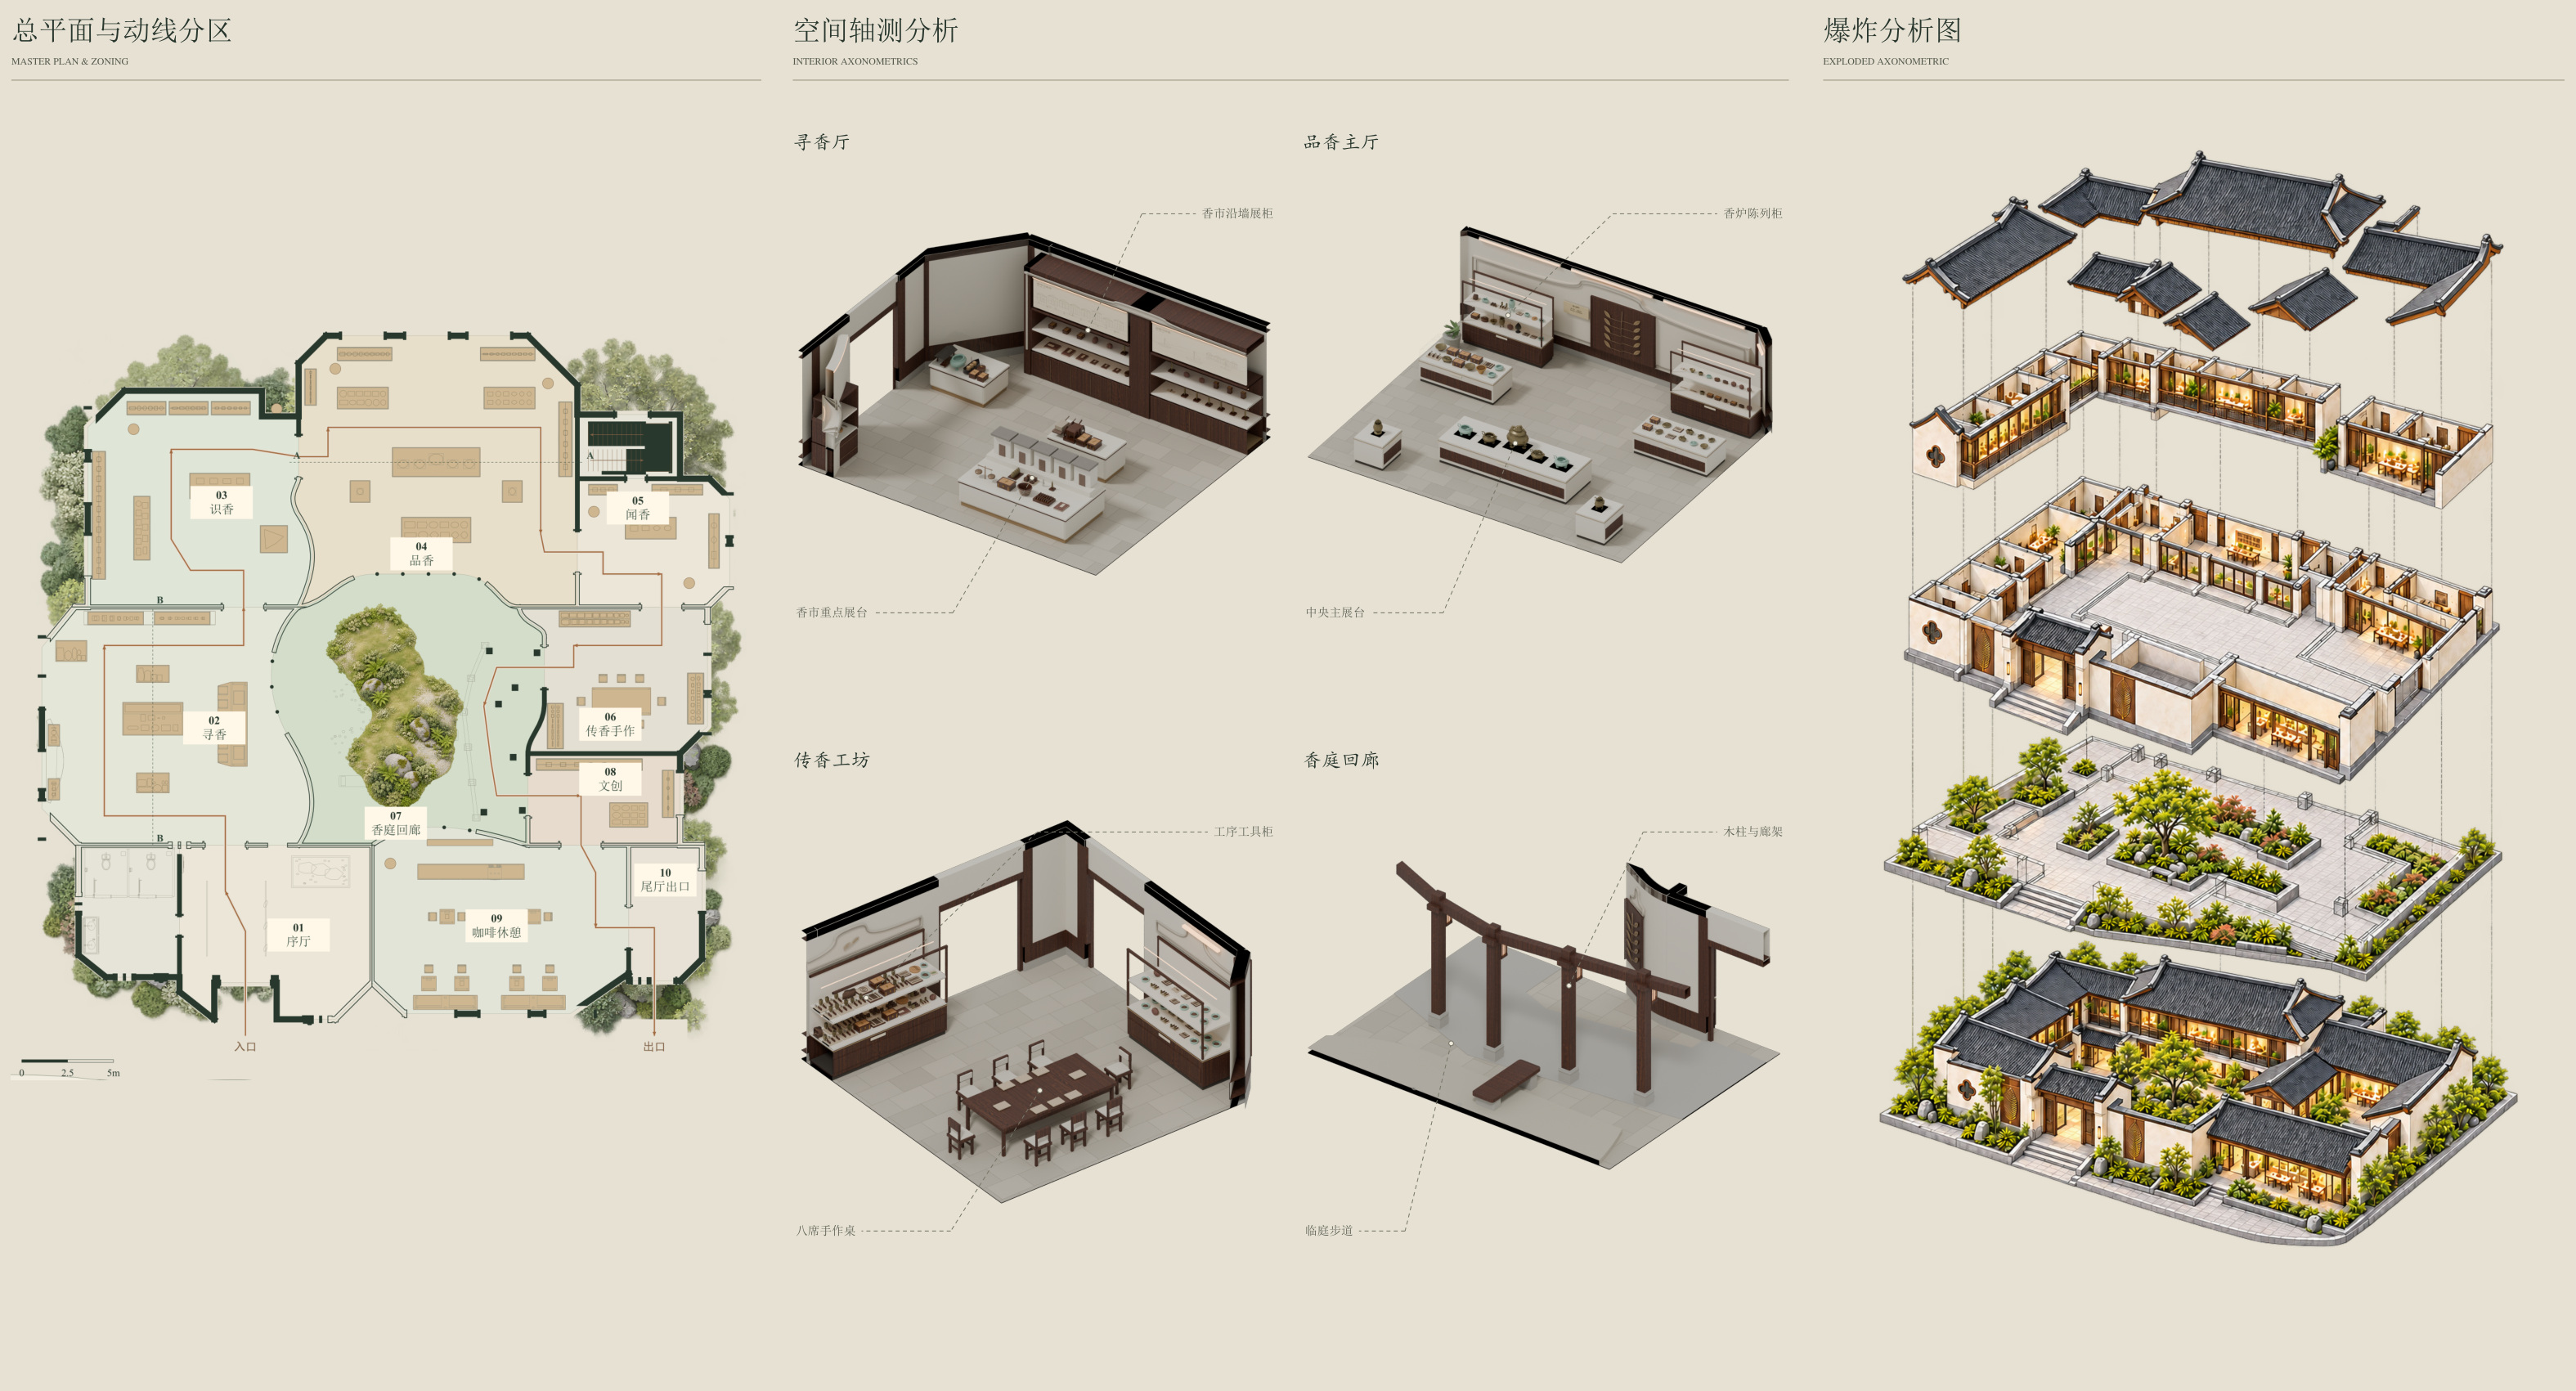 总平面与动线分区
MASTER PLAN & ZONING
03
识香
A
A
04
品香
05
闻香
B
02
寻香
B
06
传香手作
08
文创
07
香庭回廊
01
序厅
09
咖啡休憩
10
尾厅出口
入口
出口
0 2.5 5m
空间轴测分析
INTERIOR AXONOMETRICS
寻香厅
香市沿墙展柜
香市重点展台
品香主厅
香炉陈列柜
中央主展台
传香工坊
工序工具柜
八席手作桌
香庭回廊
木柱与廊架
临庭步道
爆炸分析图
EXPLODED AXONOMETRIC